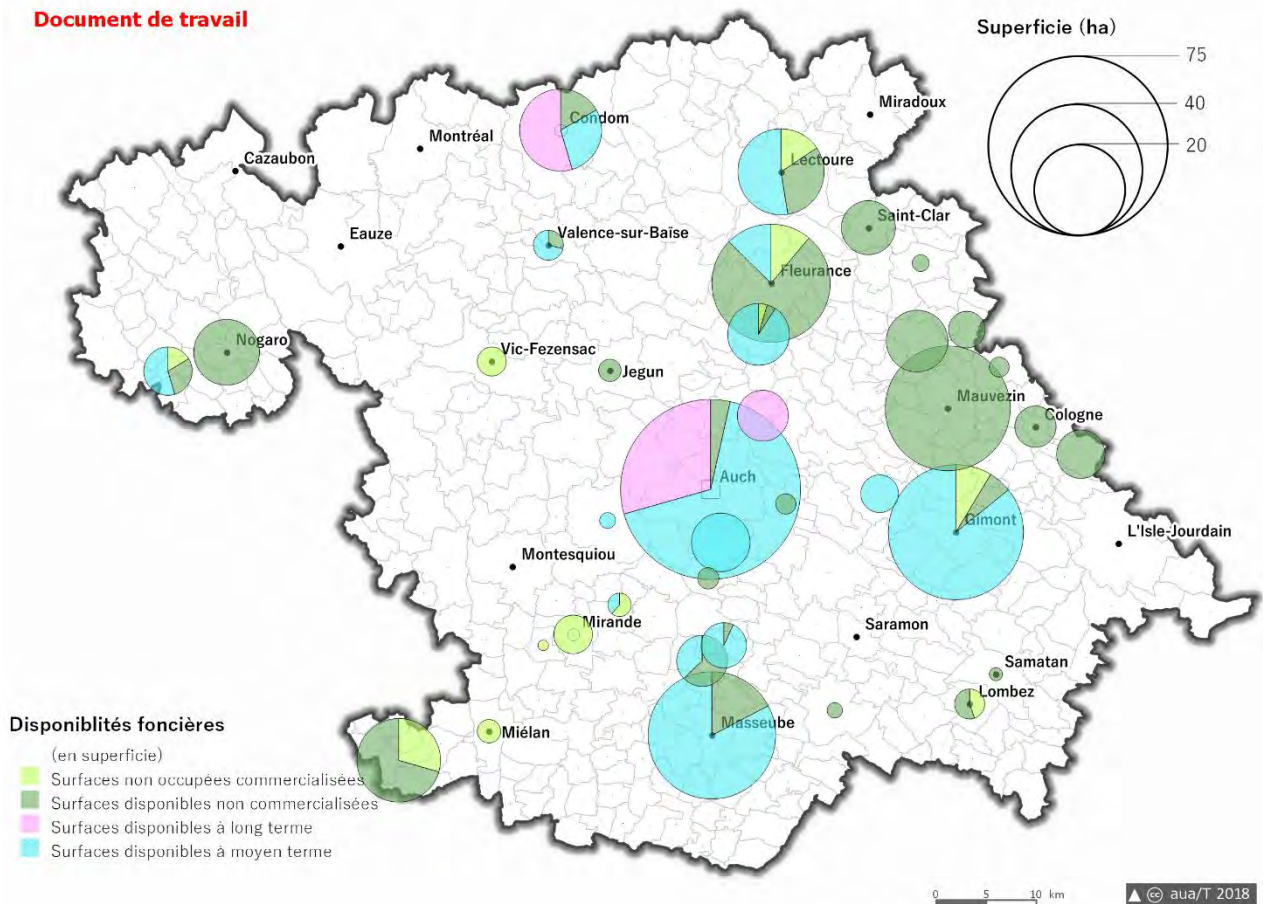 Document de travail
Superficie (ha)
75
40
20
Miradoux
Condom
Montréal
Cazaubon
Lectoure
Saint-Clar
Eauze
Valence-sur-Baïse
Fleurance
Nogaro
Vic-Fezensac
Jegun
Mauvezin
Cologne
Auch
Gimont
L'Isle-Jourdain
Montesquiou
Mirande
Saramon
Samatan
Lombez
Miélan
Masseube
Disponiblités foncières
(en superficie)
Surfaces non occupées commercialisées
Surfaces disponibles non commercialisées
Surfaces disponibles à long terme
Surfaces disponibles à moyen terme
0 5 10 km
cc aua/T 2018